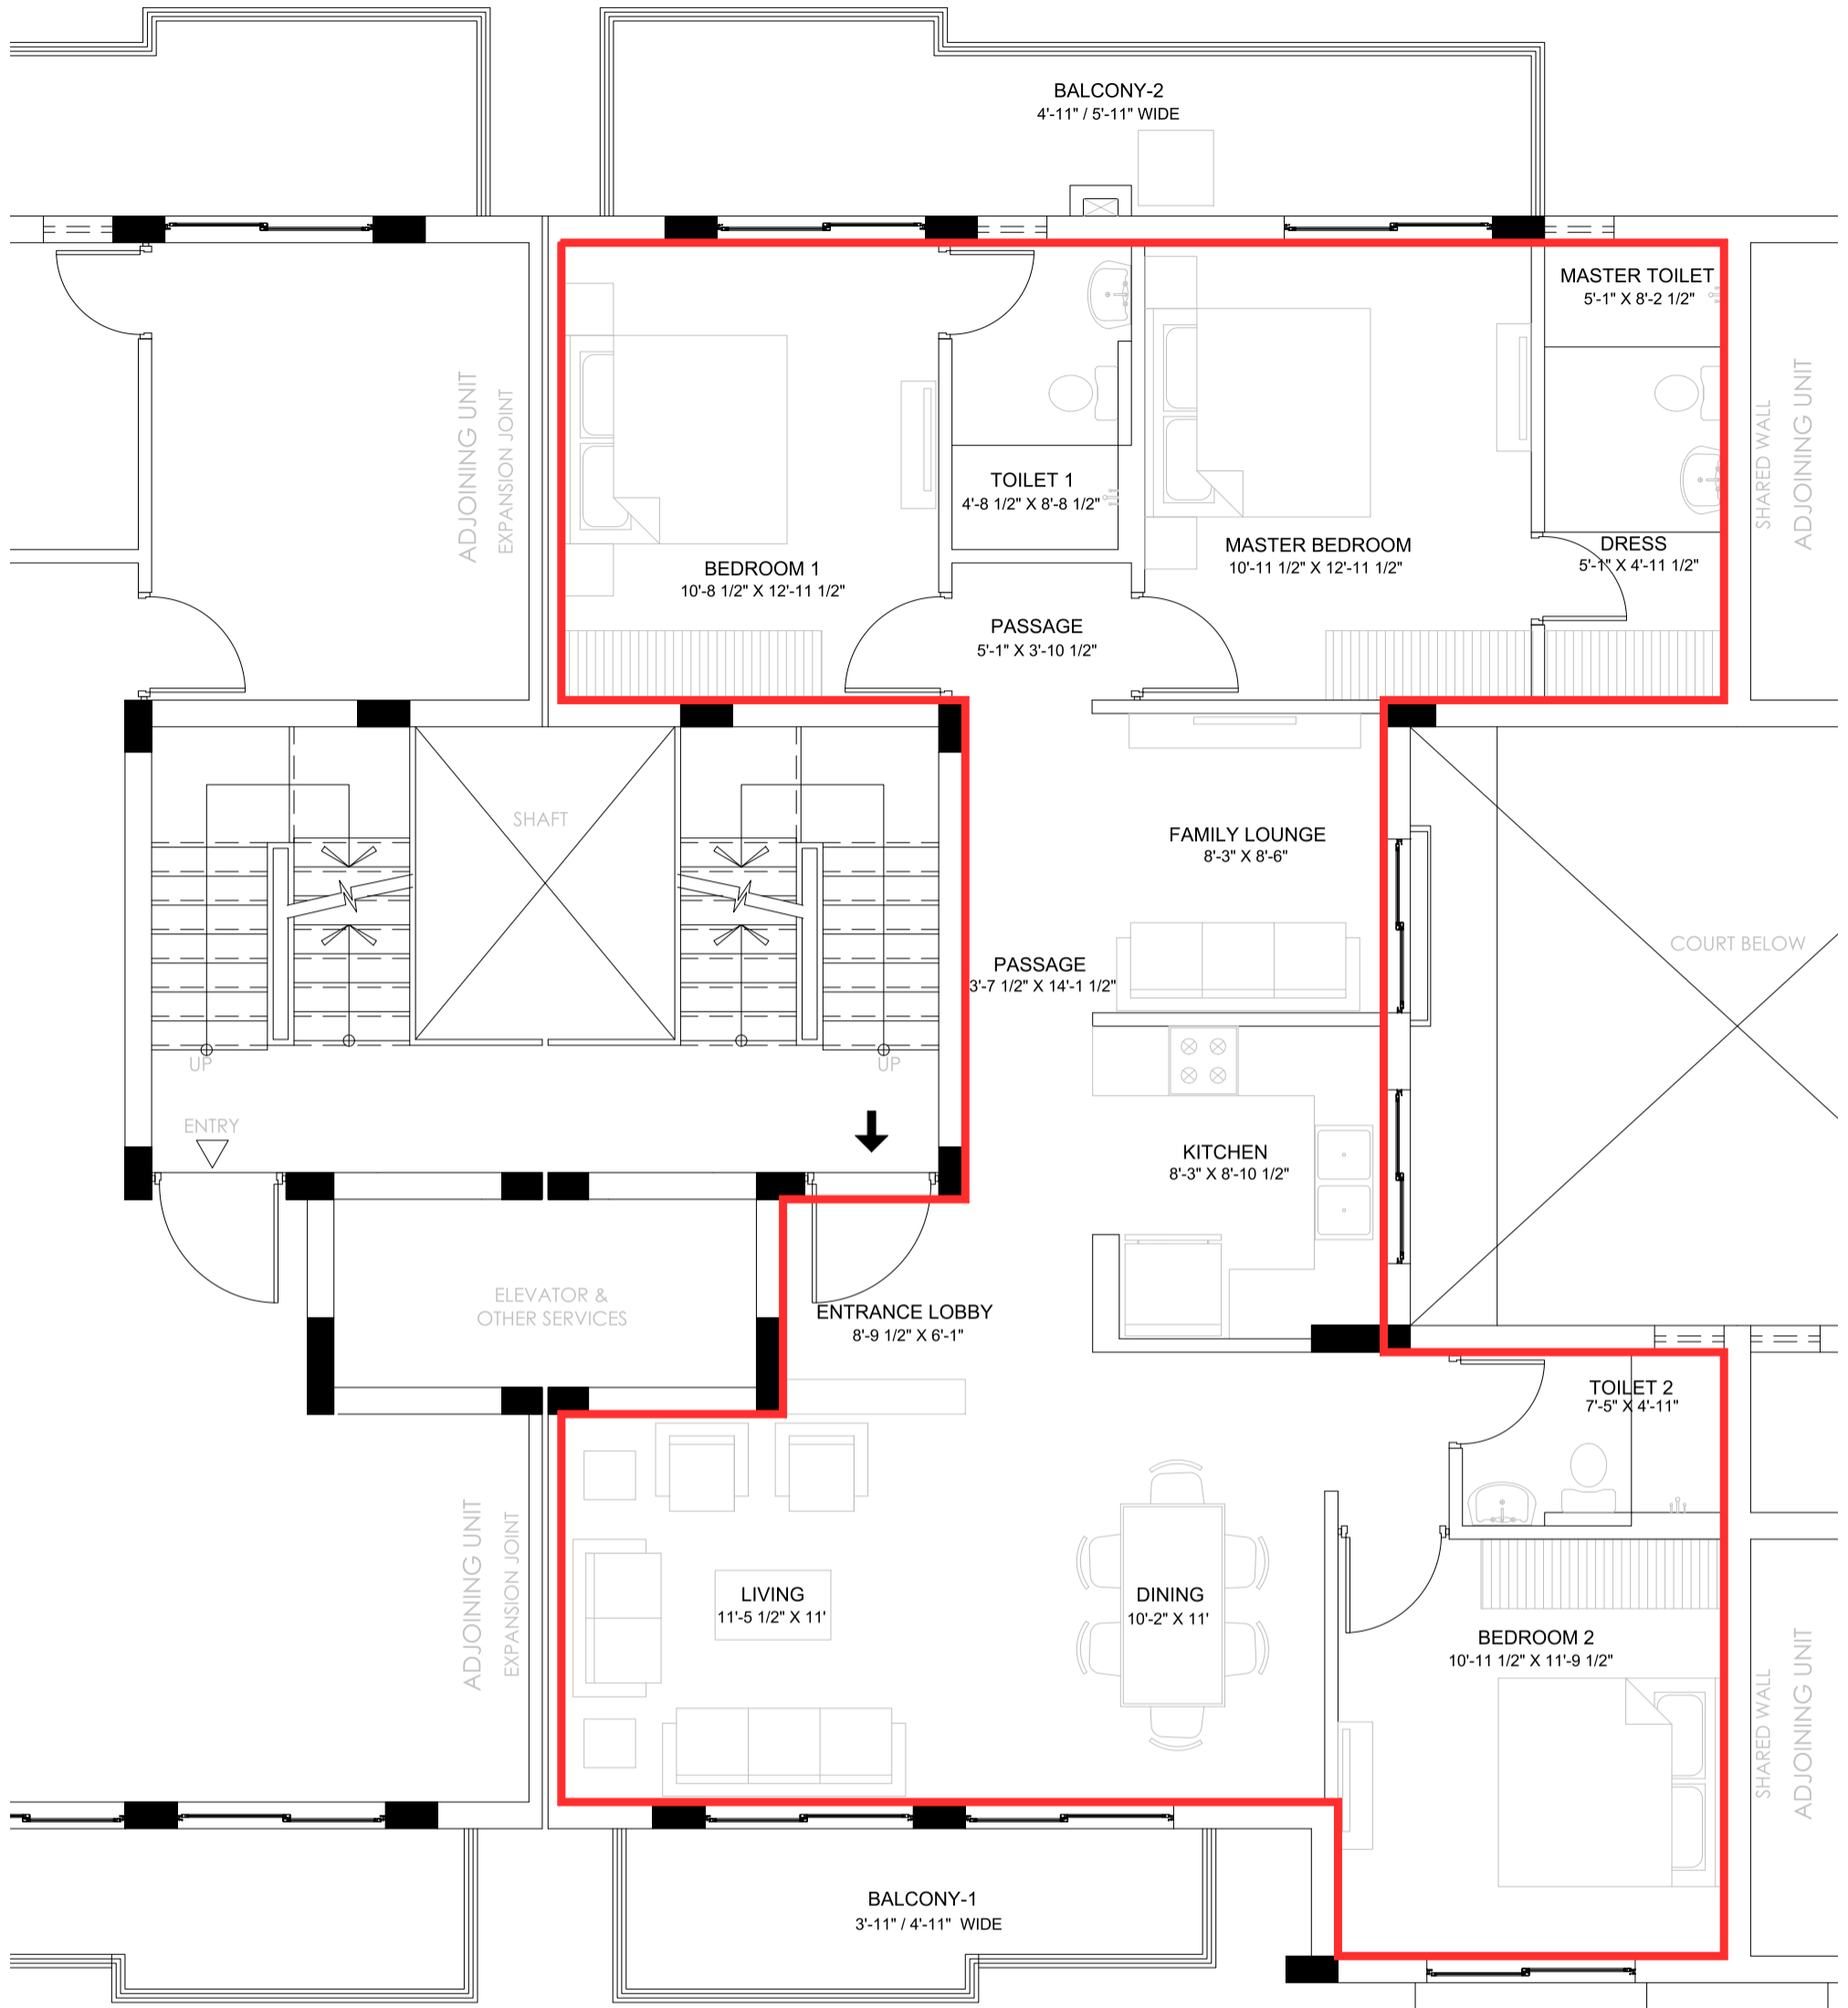 BALCONY-2
4'-11" / 5'-11" WIDE
MASTER TOILET
5'-1" X 8'-2 1/2"
ADJOINING UNIT
EXPANSION JOINT
SHARED WALL
ADJOINING UNIT
TOILET 1
4'-8 1/2" X 8'-8 1/2"
MASTER BEDROOM
10'-11 1/2" X 12'-11 1/2"
DRESS
5'-1" X 4'-11 1/2"
BEDROOM 1
10'-8 1/2" X 12'-11 1/2"
PASSAGE
5'-1" X 3'-10 1/2"
SHAFT
FAMILY LOUNGE
8'-3" X 8'-6"
COURT BELOW
PASSAGE
3'-7 1/2" X 14'-1 1/2"
UP
UP
ENTRY
KITCHEN
8'-3" X 8'-10 1/2"
ELEVATOR &
OTHER SERVICES
ENTRANCE LOBBY
8'-9 1/2" X 6'-1"
TOILET 2
7'-5" X 4'-11"
ADJOINING UNIT
EXPANSION JOINT
LIVING
11'-5 1/2" X 11'
DINING
10'-2" X 11'
BEDROOM 2
10'-11 1/2" X 11'-9 1/2"
SHARED WALL
ADJOINING UNIT
BALCONY-1
3'-11" / 4'-11" WIDE